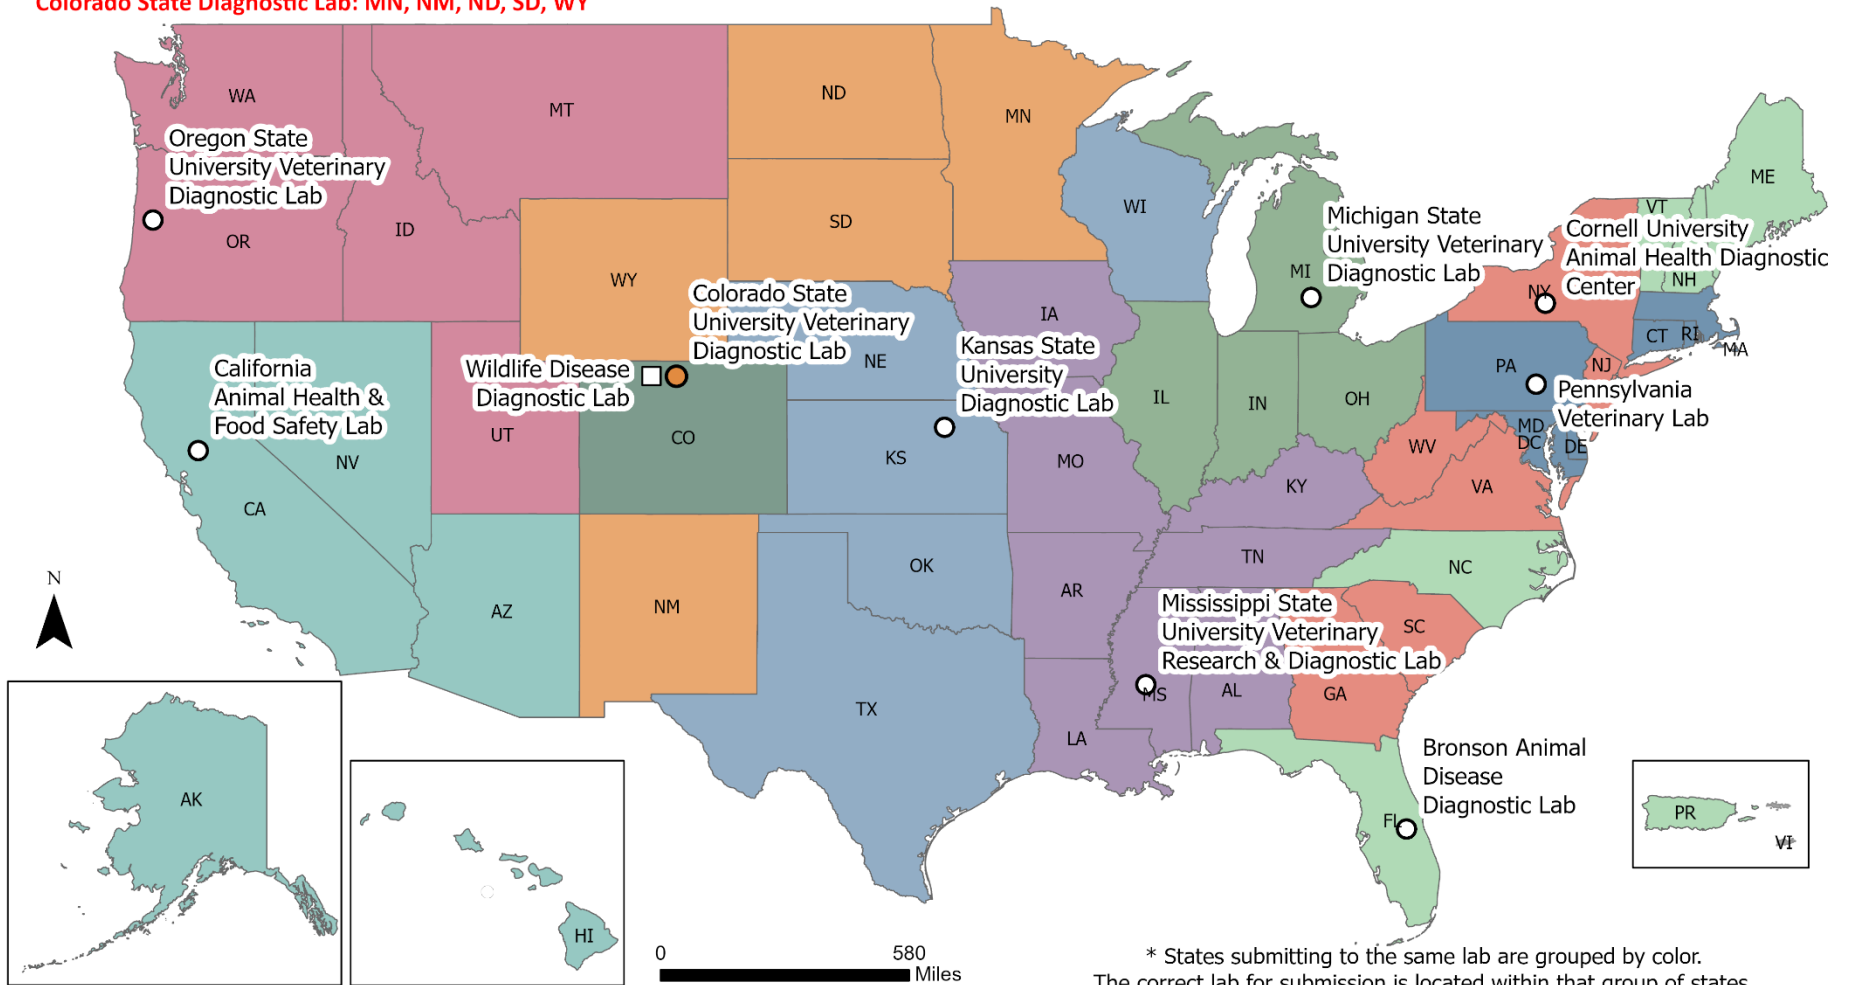 Colorado State Diagnostic Lab: MN, NM, ND, SD, WY
WA
MT
ND
MN
Oregon State
University Veterinary
Diagnostic Lab
OR
ID
WY
SD
WI
Michigan State
University Veterinary
Diagnostic Lab
MI
ME
VT
Cornell University
Animal Health Diagnostic
Center
NH
NY
CT
RI
MA
Colorado State
University Veterinary
Diagnostic Lab
NE
IA
Kansas State
University
Diagnostic Lab
Wildlife Disease
Diagnostic Lab
California
Animal Health &
Food Safety Lab
NV
UT
CO
KS
MO
IL
IN
OH
PA
NJ
Pennsylvania
Veterinary Lab
MD
DC
DE
WV
VA
KY
CA
AZ
NM
OK
AR
TN
NC
Mississippi State
University Veterinary
Research & Diagnostic Lab
SC
MS
AL
GA
TX
LA
Bronson Animal
Disease
Diagnostic Lab
FL
PR
VI
N
AK
HI
0 580
Miles
* States submitting to the same lab are grouped by color.
The correct lab for submission is located within that group of states